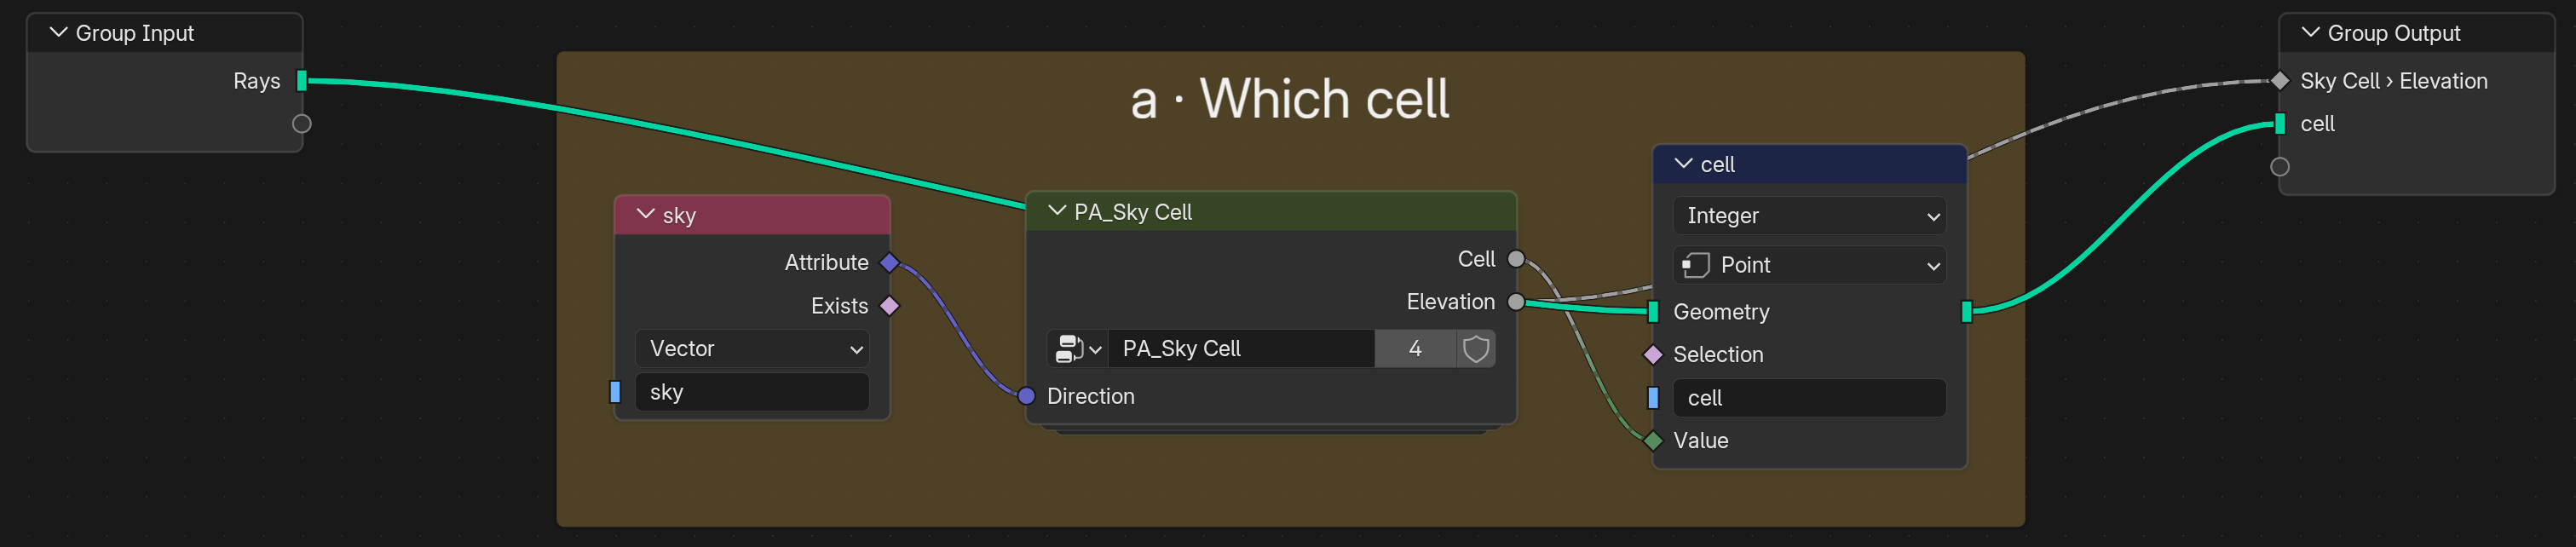 Group Input
Rays
a · Which cell
sky
Attribute
Exists
Vector
sky
PA_Sky Cell
Cell
Elevation
PA_Sky Cell 4
Direction
cell
Integer
Point
Geometry
Selection
cell
Value
Group Output
Sky Cell › Elevation
cell